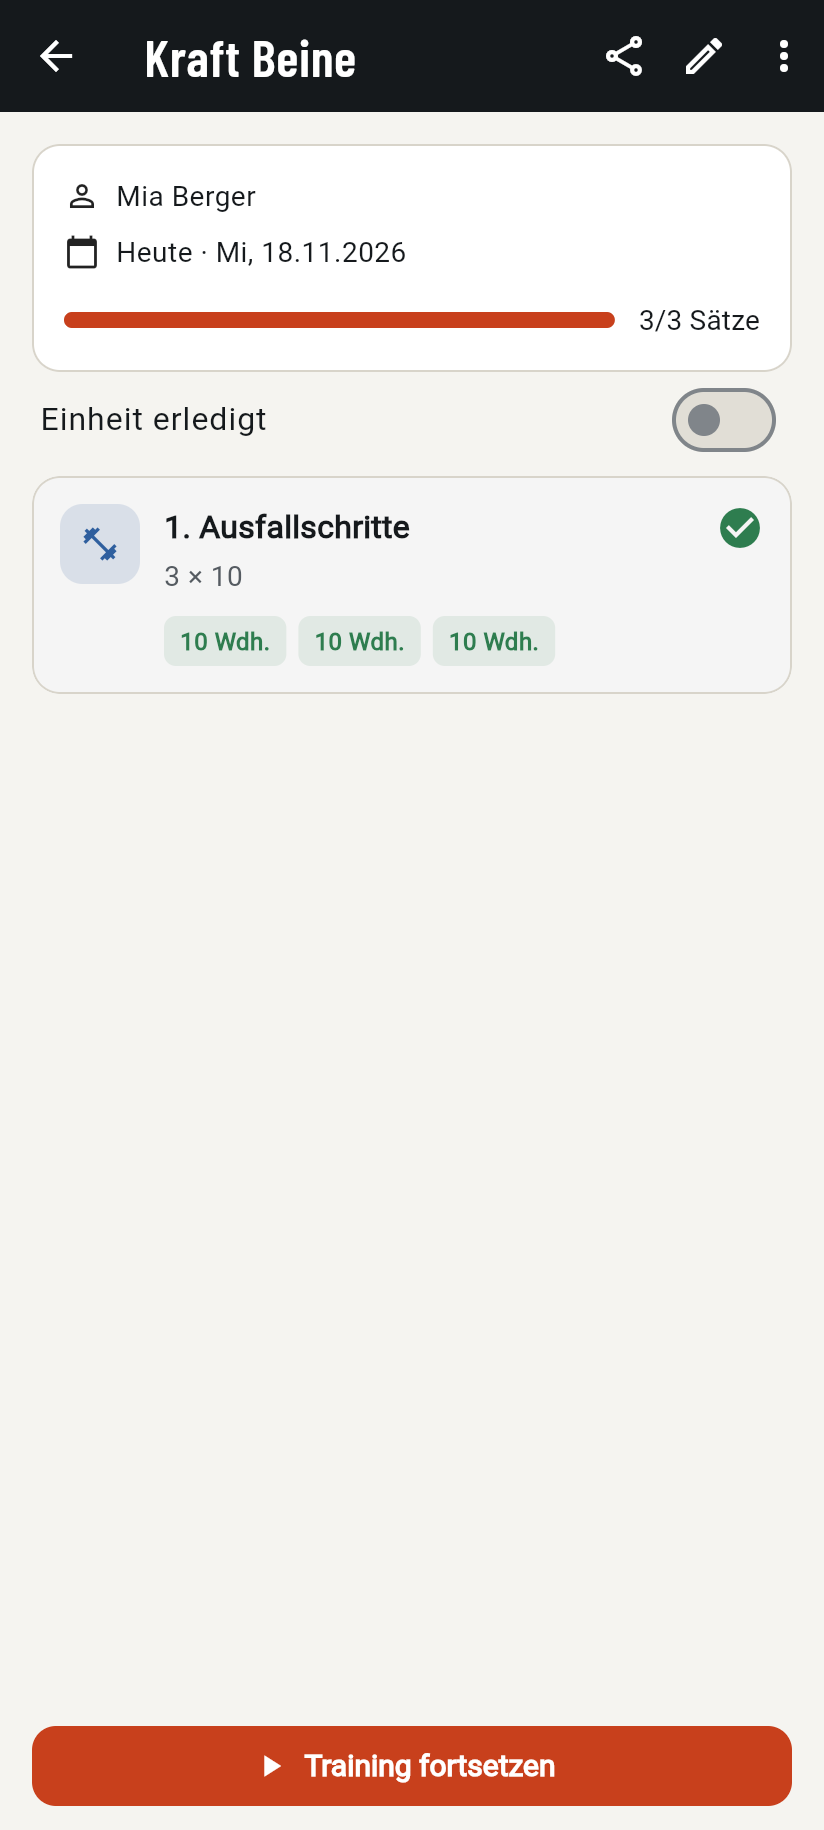 Kraft Beine
Mia Berger
Heute · Mi, 18.11.2026
3/3 Sätze
Einheit erledigt
1. Ausfallschritte
3 × 10
10 Wdh. 10 Wdh. 10 Wdh.
Training fortsetzen